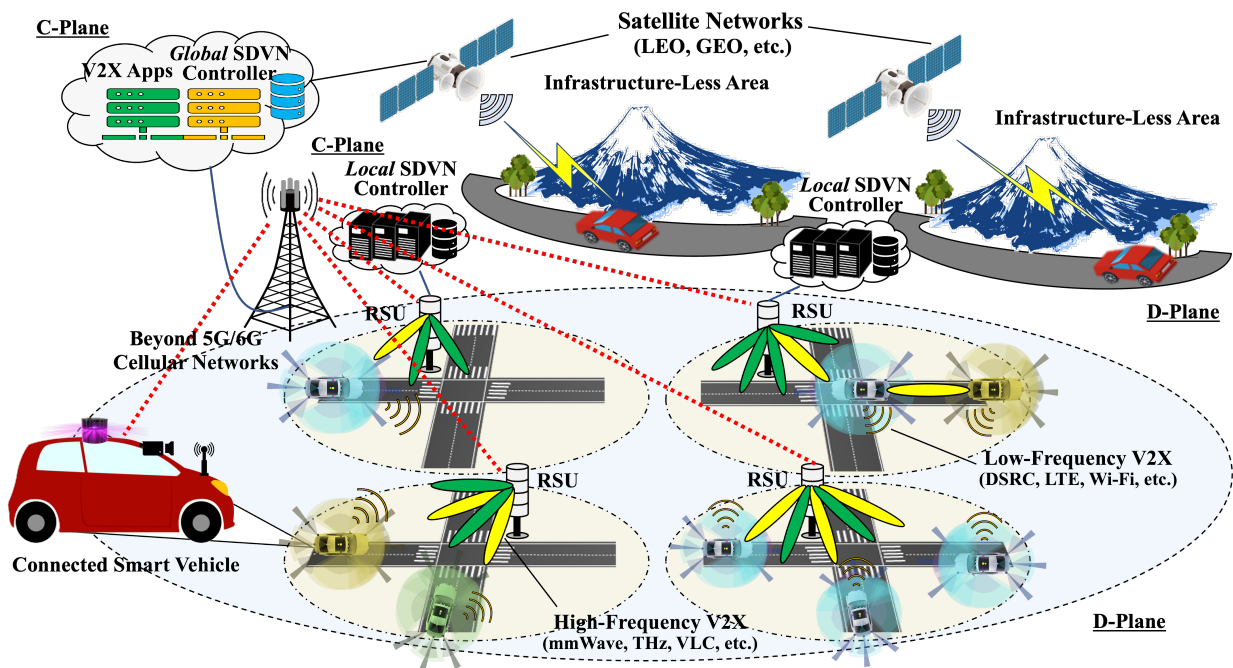 C-Plane
Global SDVN
V2X Apps
Controller
Satellite Networks
(LEO, GEO, etc.)
Infrastructure-Less Area
Infrastructure-Less Area
C-Plane
Local SDVN
Controller
Local SDVN
Controller
RSU
RSU
D-Plane
Beyond 5G/6G
Cellular Networks
Low-Frequency V2X
(DSRC, LTE, Wi-Fi, etc.)
RSU
RSU
Connected Smart Vehicle
High-Frequency V2X
(mmWave, THz, VLC, etc.)
D-Plane